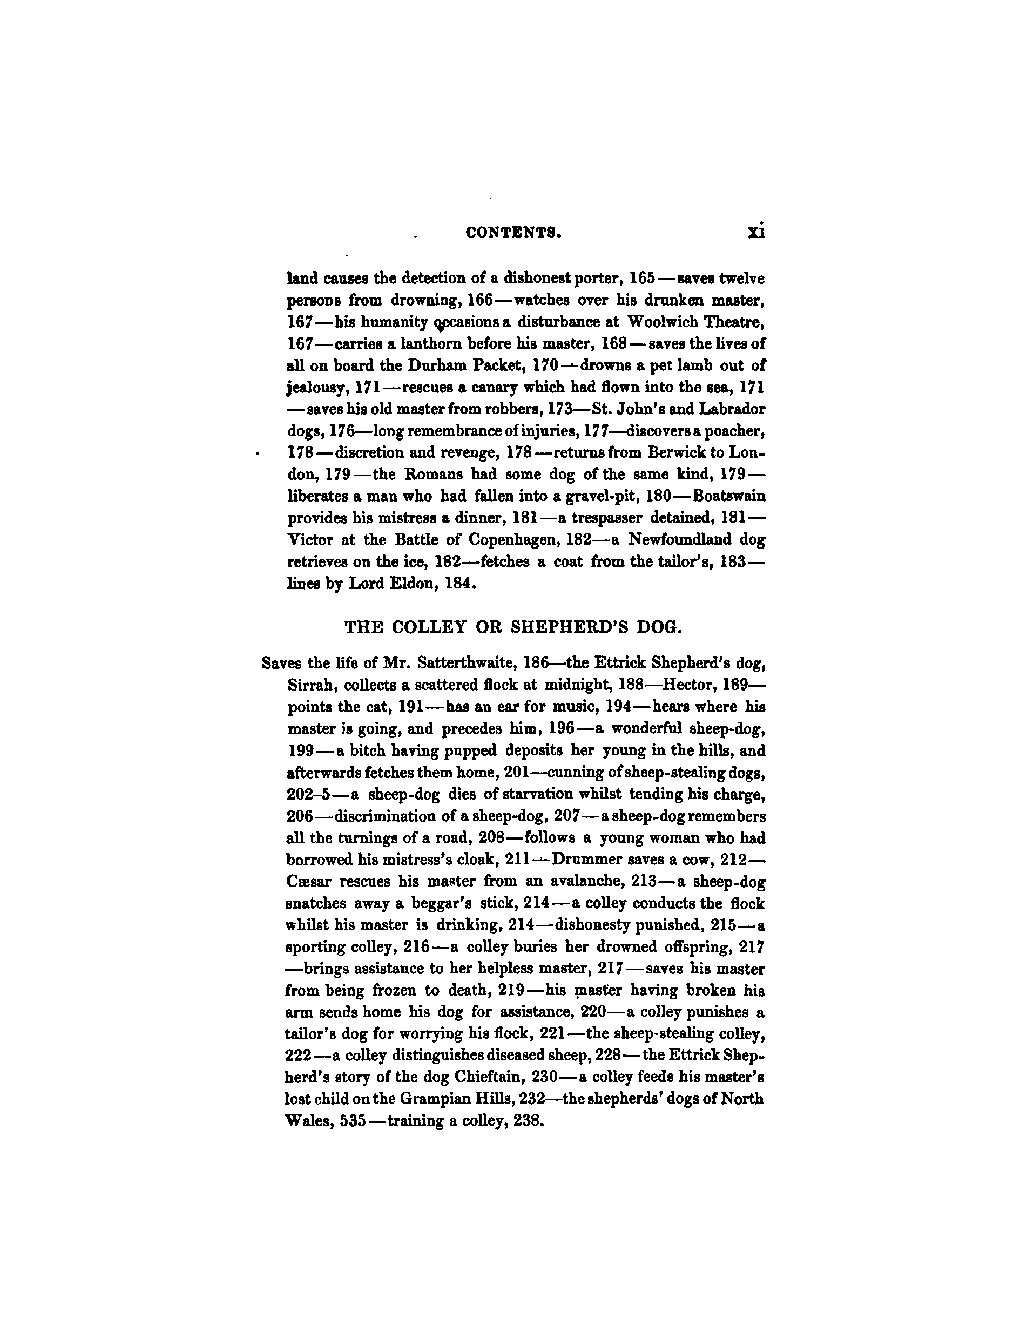 CONTENTS. xi
land causes the detection of a dishonest porter, 165—saves twelve
persons from drowning, 166—watches over his drunken master,
167—his humanity occasions a disturbance at Woolwich Theatre,
167—carries a lanthorn before his master, 168—saves the lives of
all on board the Durham Packet, 170—drowns a pet lamb out of
jealousy, 171—rescues a canary which had flown into the sea, 171
—saves his old master from robbers, 173—St. John's and Labrador
dogs, 176—long remembrance of injuries, 177—discovers a poacher,
178—discretion and revenge, 178—returns from Berwick to Lon-
don, 179—the Romans had some dog of the same kind, 179—
liberates a man who had fallen into a gravel-pit, 180—Boatswain
provides his mistress a dinner, 181—a trespasser detained, 181—
Victor at the Battle of Copenhagen, 182—a Newfoundland dog
retrieves on the ice, 182—fetches a coat from the tailor's, 183—
lines by Lord Eldon, 184.
THE COLLEY OR SHEPHERD'S DOG.
Saves the life of Mr. Satterthwaite, 186—the Ettrick Shepherd's dog,
Sirrah, collects a scattered flock at midnight, 188—Hector, 189—
points the cat, 191—has an ear for music, 194—hears where his
master is going, and precedes him, 196—a wonderful sheep-dog,
199—a bitch having pupped deposits her young in the hills, and
afterwards fetches them home, 201—cunning of sheep-stealing dogs,
202-5—a sheep-dog dies of starvation whilst tending his charge,
206—discrimination of a sheep-dog, 207—a sheep-dog remembers
all the turnings of a road, 208—follows a young woman who had
borrowed his mistress's cloak, 211—Drummer saves a cow, 212—
Cæsar rescues his master from an avalanche, 213—a sheep-dog
snatches away a beggar's stick, 214—a colley conducts the flock
whilst his master is drinking, 214—dishonesty punished, 215—a
sporting colley, 216—a colley buries her drowned offspring, 217
—brings assistance to her helpless master, 217—saves his master
from being frozen to death, 219—his master having broken his
arm sends home his dog for assistance, 220—a colley punishes a
tailor's dog for worrying his flock, 221—the sheep-stealing colley,
222—a colley distinguishes diseased sheep, 228—the Ettrick Shep-
herd's story of the dog Chieftain, 230—a colley feeds his master's
lost child on the Grampian Hills, 232—the shepherds' dogs of North
Wales, 535—training a colley, 238.